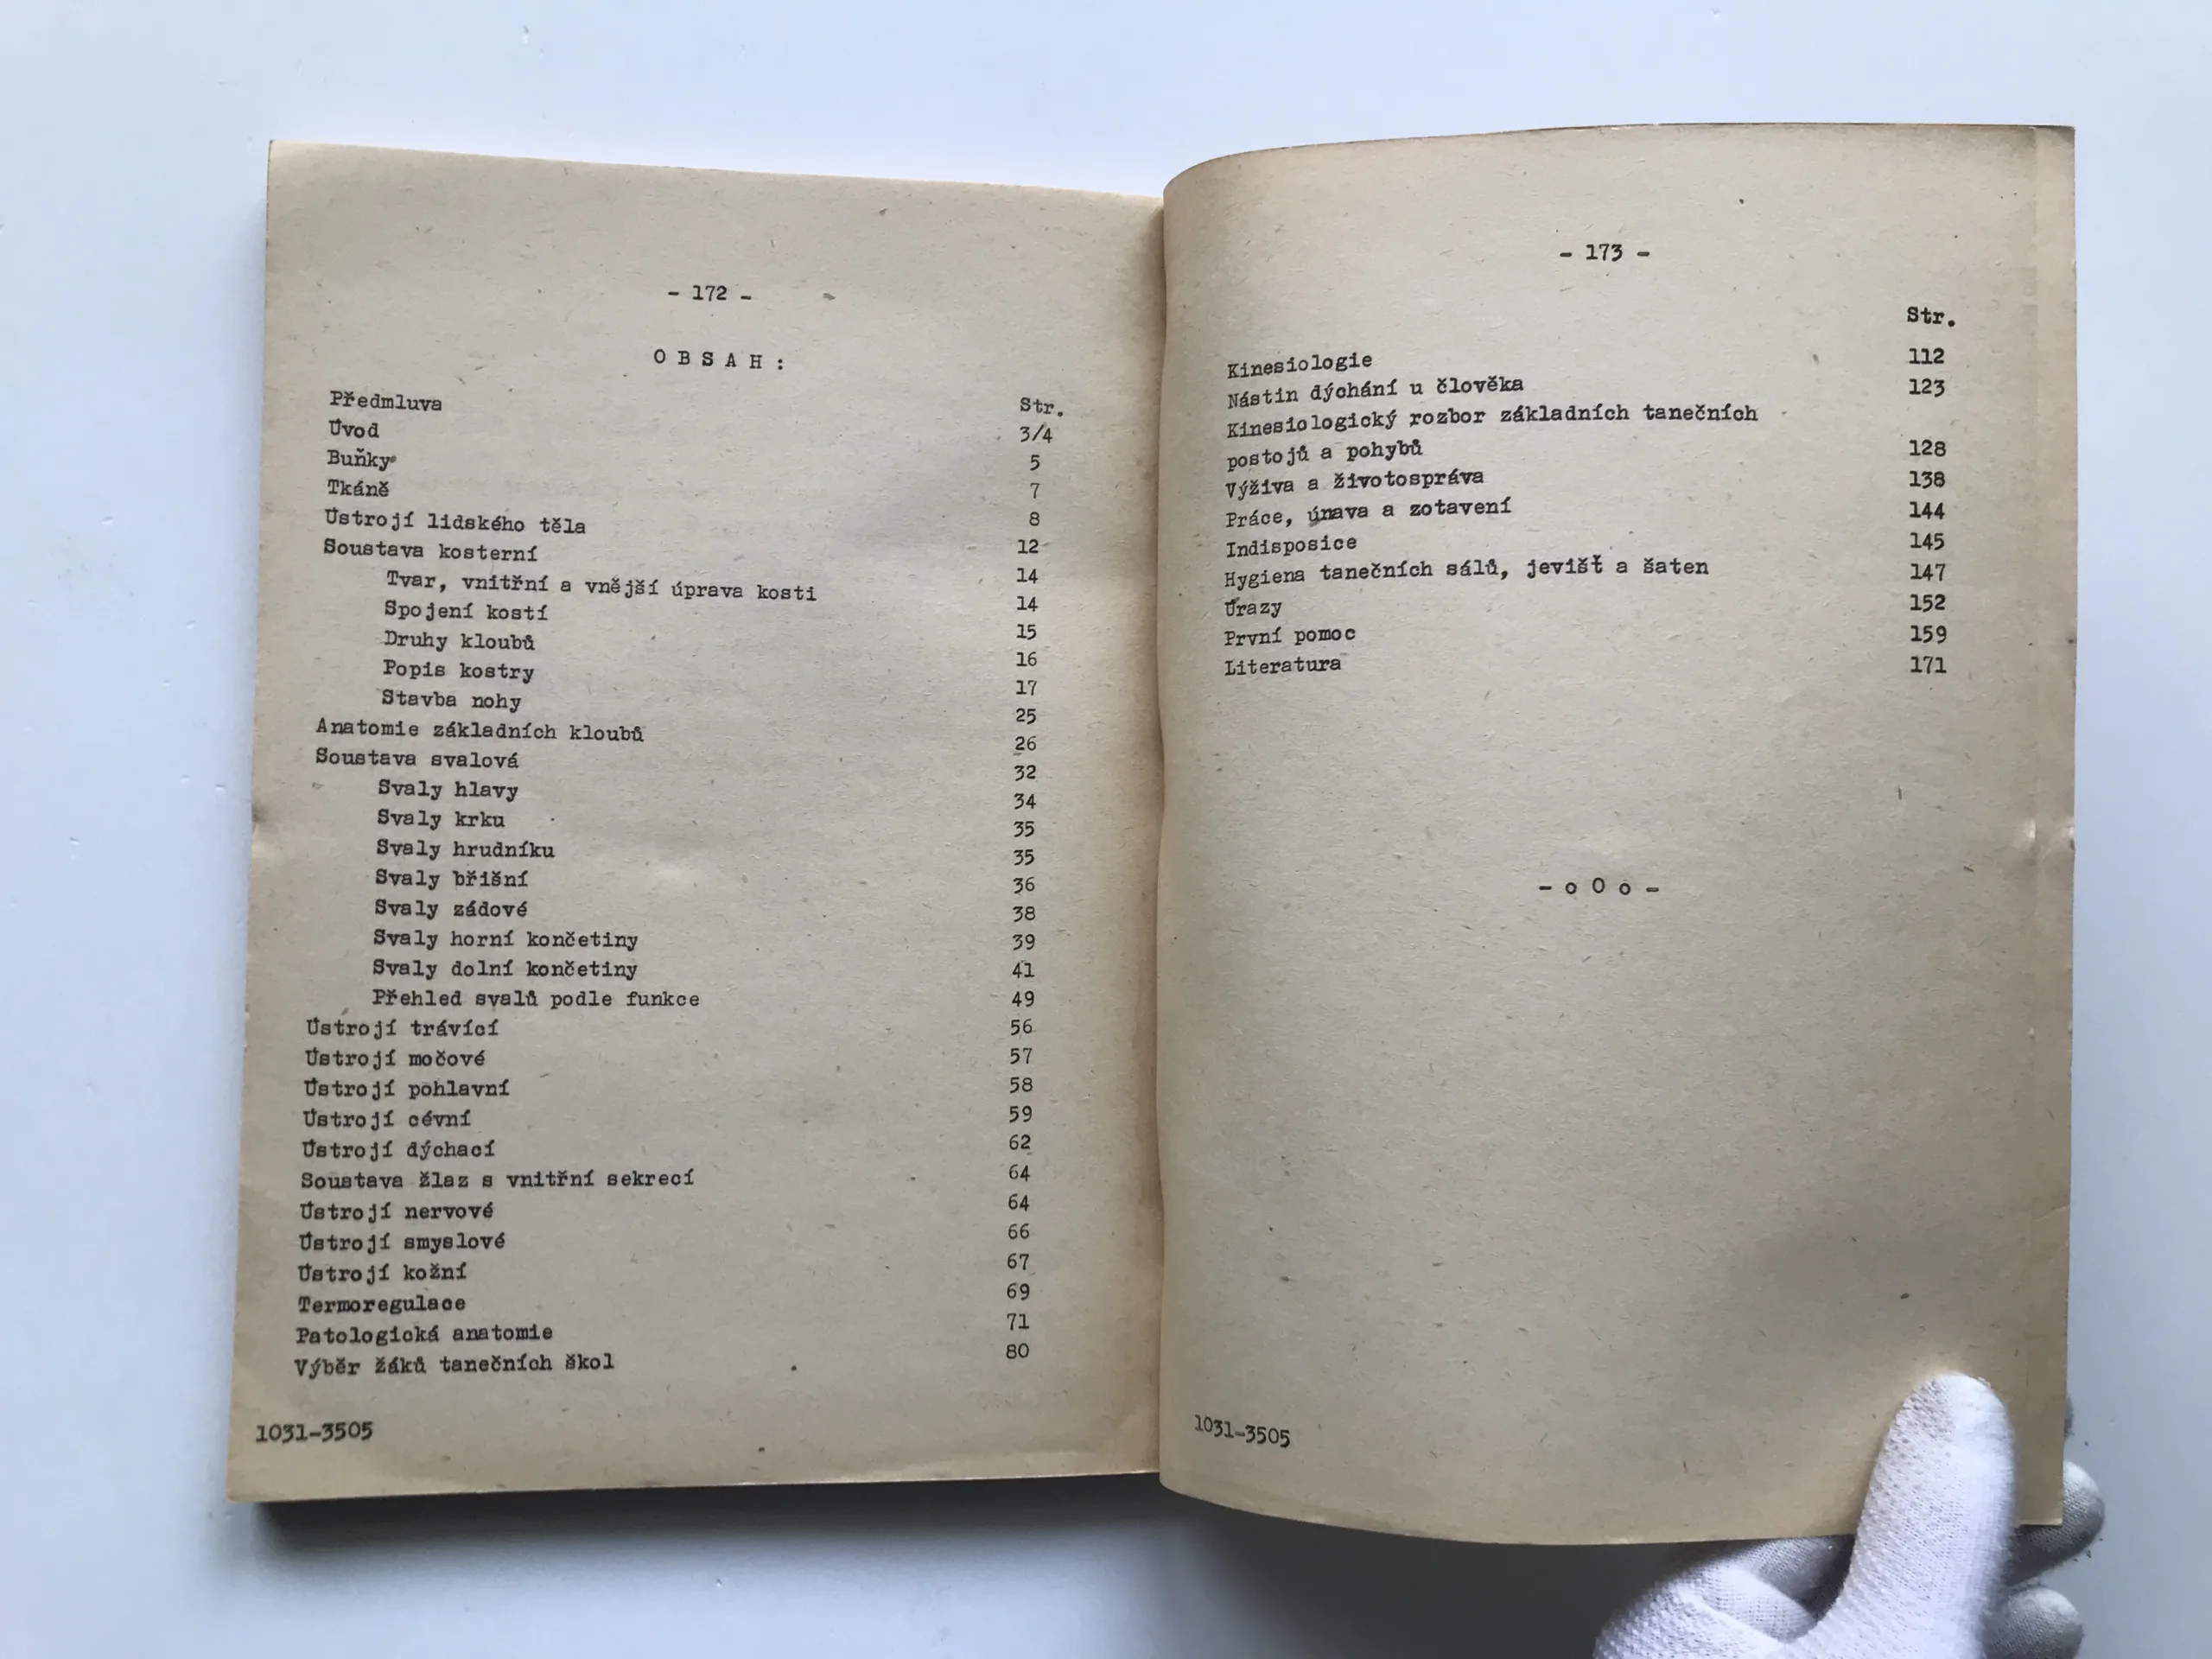 - 172 -
O B S A H :
Str.
Předmluva 3/4
Úvod 5
Buňky 7
Tkáně 8
Ústrojí lidského těla 12
Soustava kosterní 14
Tvar, vnitřní a vnější úprava kosti 14
Spojení kostí 15
Druhy kloubů 16
Popis kostry 17
Stavba nohy 25
Anatomie základních kloubů 26
Soustava svalová 32
Svaly hlavy 34
Svaly krku 35
Svaly hrudníku 35
Svaly břišní 36
Svaly zádové 38
Svaly horní končetiny 39
Svaly dolní končetiny 41
Přehled svalů podle funkce 49
Ústrojí trávící 56
Ústrojí močové 57
Ústrojí pohlavní 58
Ústrojí cévní 59
Ústrojí dýchací 62
Soustava žlaz s vnitřní sekrecí 64
Ústrojí nervové 64
Ústrojí smyslové 66
Ústrojí kožní 67
Termoregulace 69
Patologická anatomie 71
Výběr žáků tanečních škol 80
1031-3505
- 173 -
Str.
Kinesiologie 112
Nástin dýchání u člověka 123
Kinesiologický rozbor základních tanečních
postojů a pohybů 128
Výživa a životospráva 138
Práce, únava a zotavení 144
Indisposice 145
Hygiena tanečních sálů, jevišť a šaten 147
Úrazy 152
První pomoc 159
Literatura 171
- o O o -
1031-3505